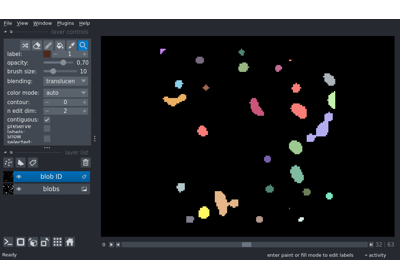 File View Window Plugins Help
layer controls
label: 1
opacity: 0.70
brush size: 10
blending: translucen
color mode: auto
contour: 0
n edit dim: 2
contiguous: ✓
preserve labels:
show selected:
layer list
blob ID
blobs
0 32 63
Ready enter paint or fill mode to edit labels activity